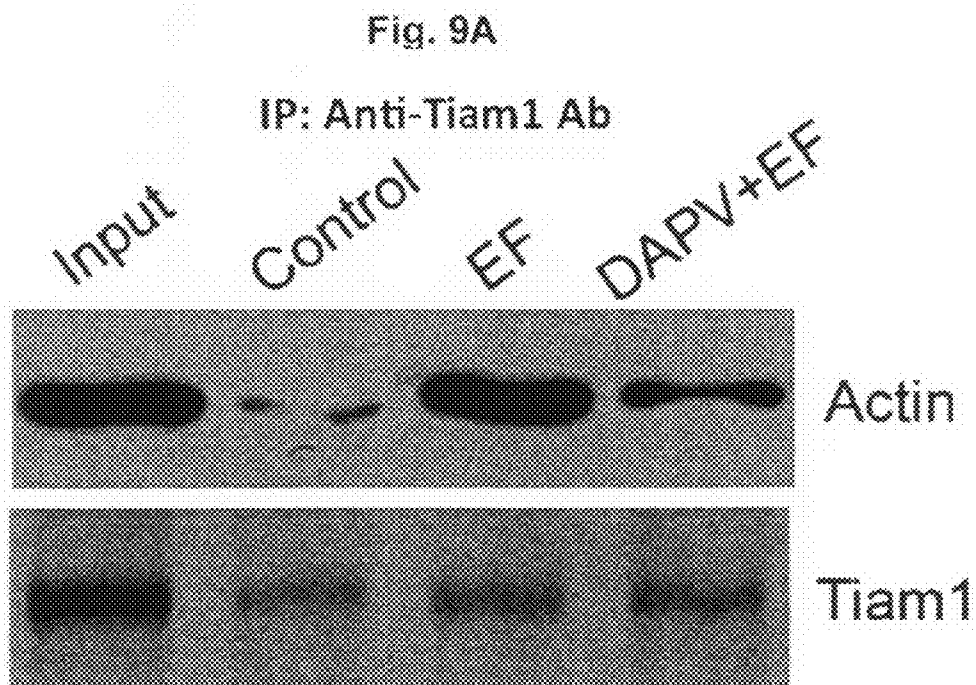 Fig. 9A
IP: Anti-Tiam1 Ab
Input Control EF DAPV+EF
Actin
Tiam1